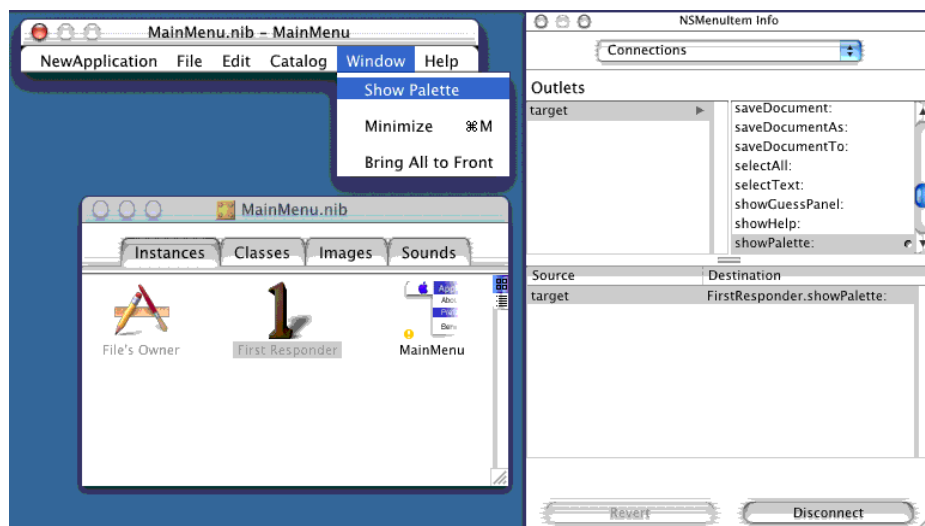 MainMenu.nib – MainMenu
NewApplication File Edit Catalog Window Help
Show Palette
Minimize ⌘M
Bring All to Front
MainMenu.nib
Instances Classes Images Sounds
File's Owner
First Responder
MainMenu
NSMenuItem Info
Connections
Outlets
target
saveDocument:
saveDocumentAs:
saveDocumentTo:
selectAll:
selectText:
showGuessPanel:
showHelp:
showPalette:
Source Destination
target FirstResponder.showPalette:
Revert Disconnect